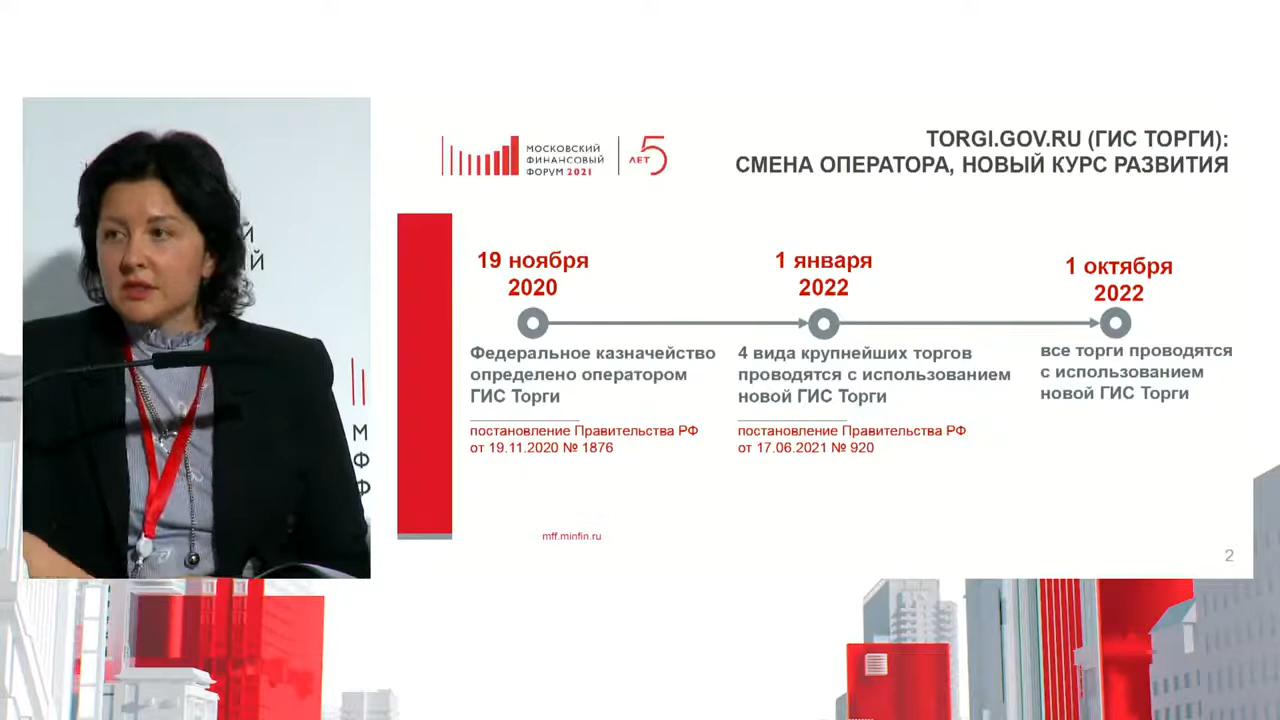 МОСКОВСКИЙ
ФИНАНСОВЫЙ
ФОРУМ 2021
5
ЛЕТ
TORGI.GOV.RU (ГИС ТОРГИ):
СМЕНА ОПЕРАТОРА, НОВЫЙ КУРС РАЗВИТИЯ
19 ноября
2020
Федеральное казначейство
определено оператором
ГИС Торги
постановление Правительства РФ
от 19.11.2020 № 1876
1 января
2022
4 вида крупнейших торгов
проводятся с использованием
новой ГИС Торги
постановление Правительства РФ
от 17.06.2021 № 920
1 октября
2022
все торги проводятся
с использованием
новой ГИС Торги
mff.minfin.ru
2
М
Ф
Ф